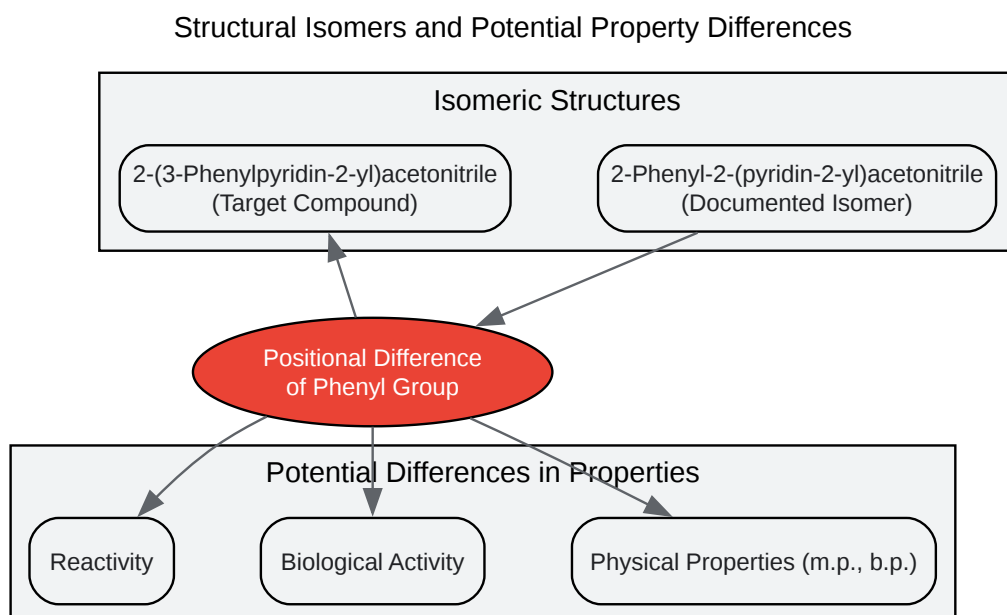 Structural Isomers and Potential Property Differences
Isomeric Structures
2-(3-Phenylpyridin-2-yl)acetonitrile
(Target Compound)
2-Phenyl-2-(pyridin-2-yl)acetonitrile
(Documented Isomer)
Positional Difference
of Phenyl Group
Potential Differences in Properties
Reactivity
Biological Activity
Physical Properties (m.p., b.p.)